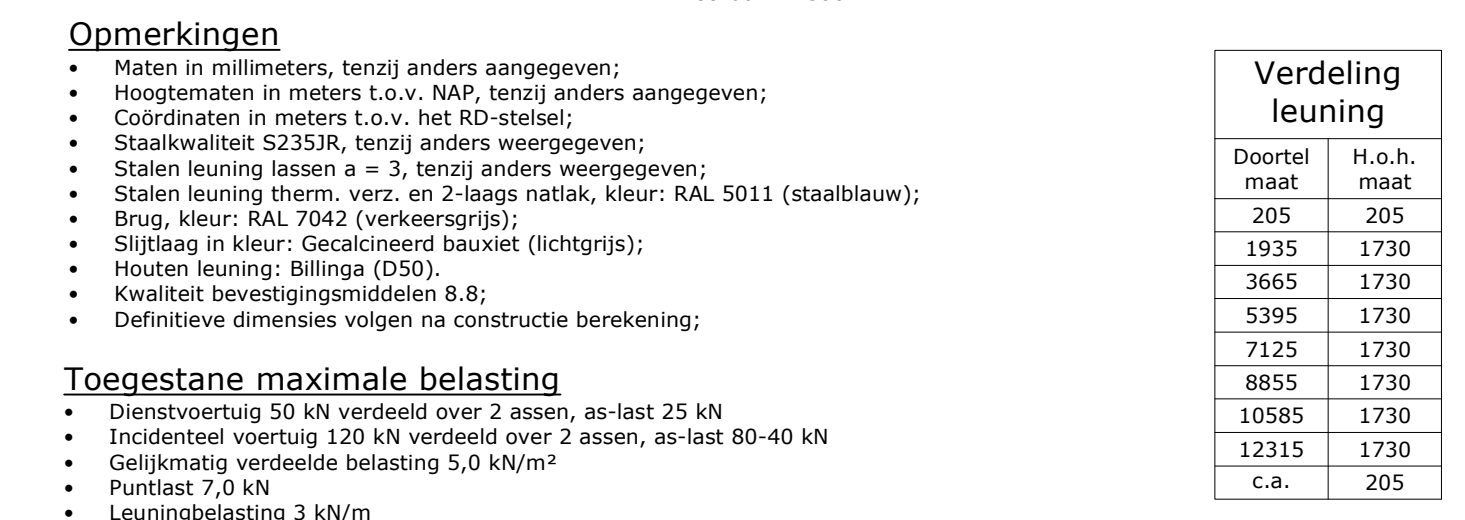 Opmerkingen
• Maten in millimeters, tenzij anders aangegeven;
• Hoogtematen in meters t.o.v. NAP, tenzij anders aangegeven;
• Coördinaten in meters t.o.v. het RD-stelsel;
• Staalkwaliteit S235JR, tenzij anders weergegeven;
• Stalen leuning lassen a = 3, tenzij anders weergegeven;
• Stalen leuning therm. verz. en 2-laags natlak, kleur: RAL 5011 (staalblauw);
• Brug, kleur: RAL 7042 (verkeersgrijs);
• Slijtlaag in kleur: Gecalcineerd bauxiet (lichtgrijs);
• Houten leuning: Billinga (D50).
• Kwaliteit bevestigingsmiddelen 8.8;
• Definitieve dimensies volgen na constructie berekening;
Toegestane maximale belasting
• Dienstvoertuig 50 kN verdeeld over 2 assen, as-last 25 kN
• Incidenteel voertuig 120 kN verdeeld over 2 assen, as-last 80-40 kN
• Gelijkmatig verdeelde belasting 5,0 kN/m²
• Puntlast 7,0 kN
• Leuningbelasting 3 kN/m
Verdeling
leuning
Doortel H.o.h.
maat maat
205 205
1935 1730
3665 1730
5395 1730
7125 1730
8855 1730
10585 1730
12315 1730
c.a. 205